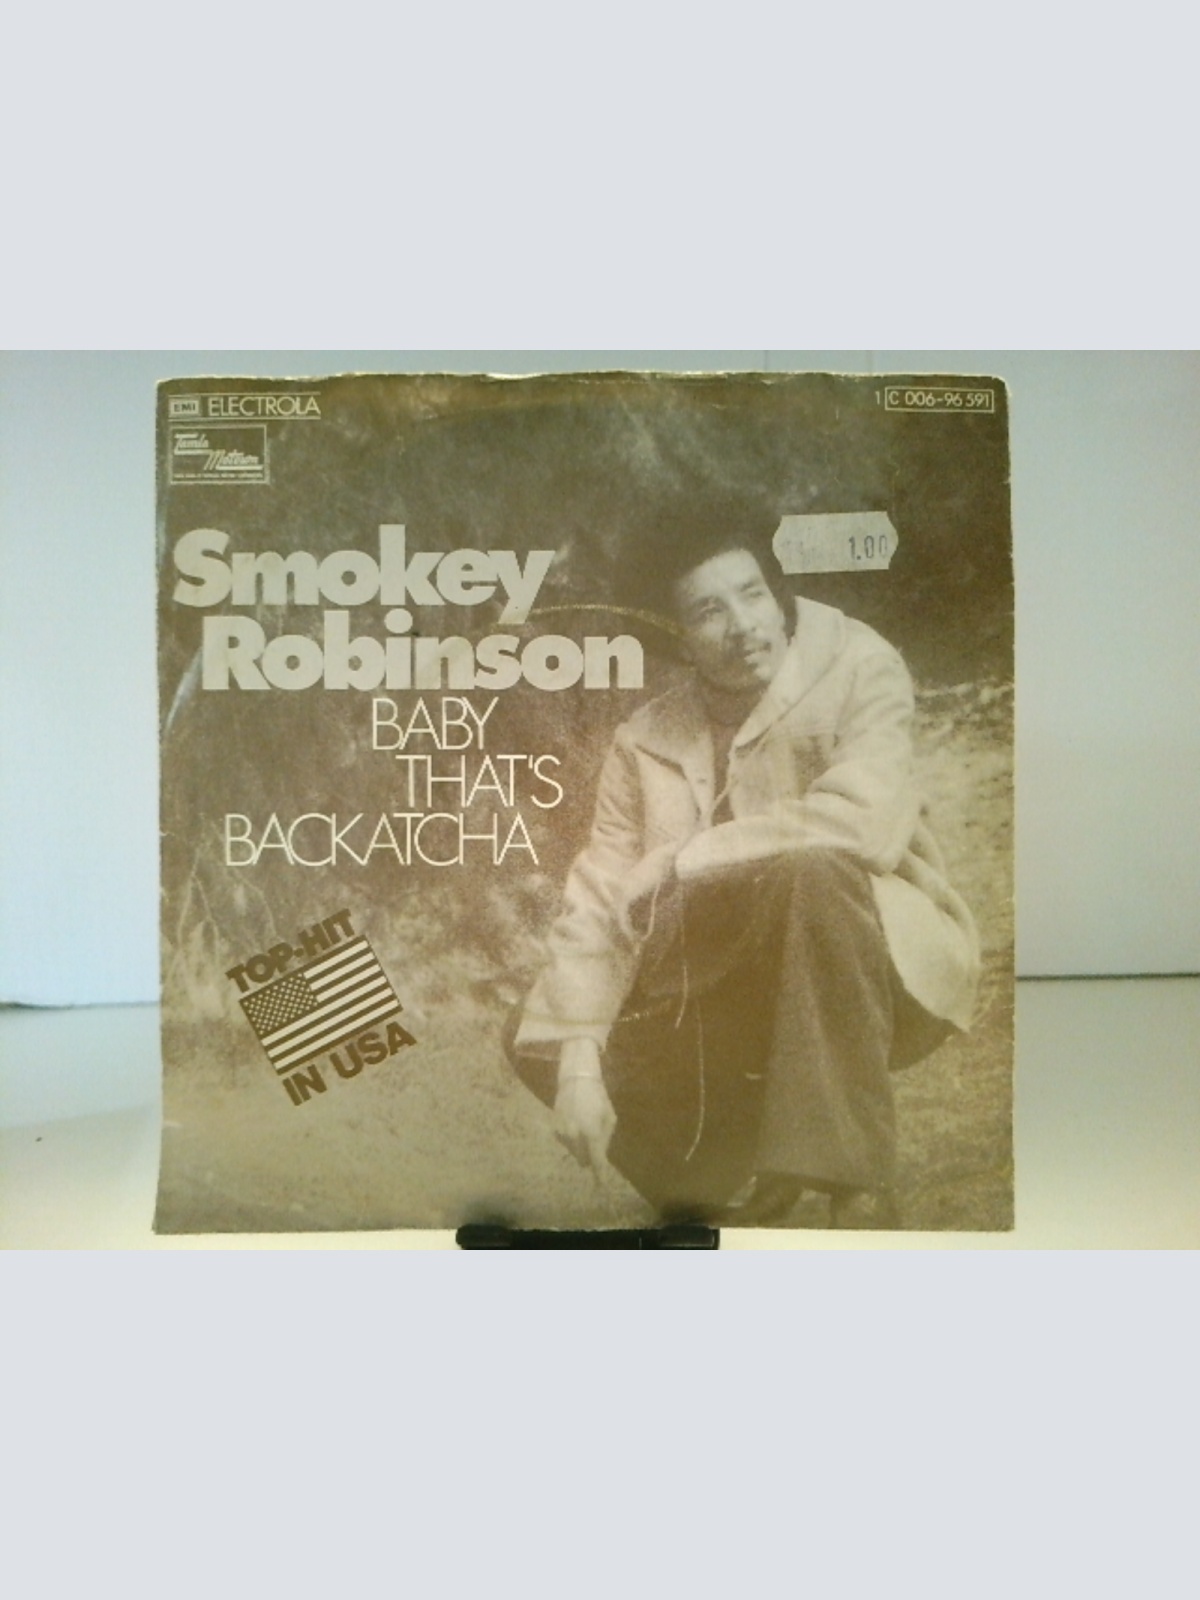 EMI ELECTROLA
1 C 006-96 591
Tamla
Motown
1.00
Smokey
Robinson
BABY
THAT'S
BACKATCHA
TOP-HIT
IN USA